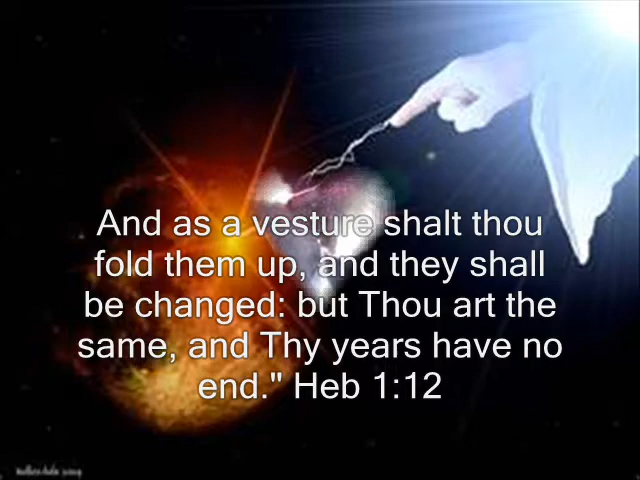 And as a vesture shalt thou
fold them up, and they shall
be changed: but Thou art the
same, and Thy years have no
end." Heb 1:12